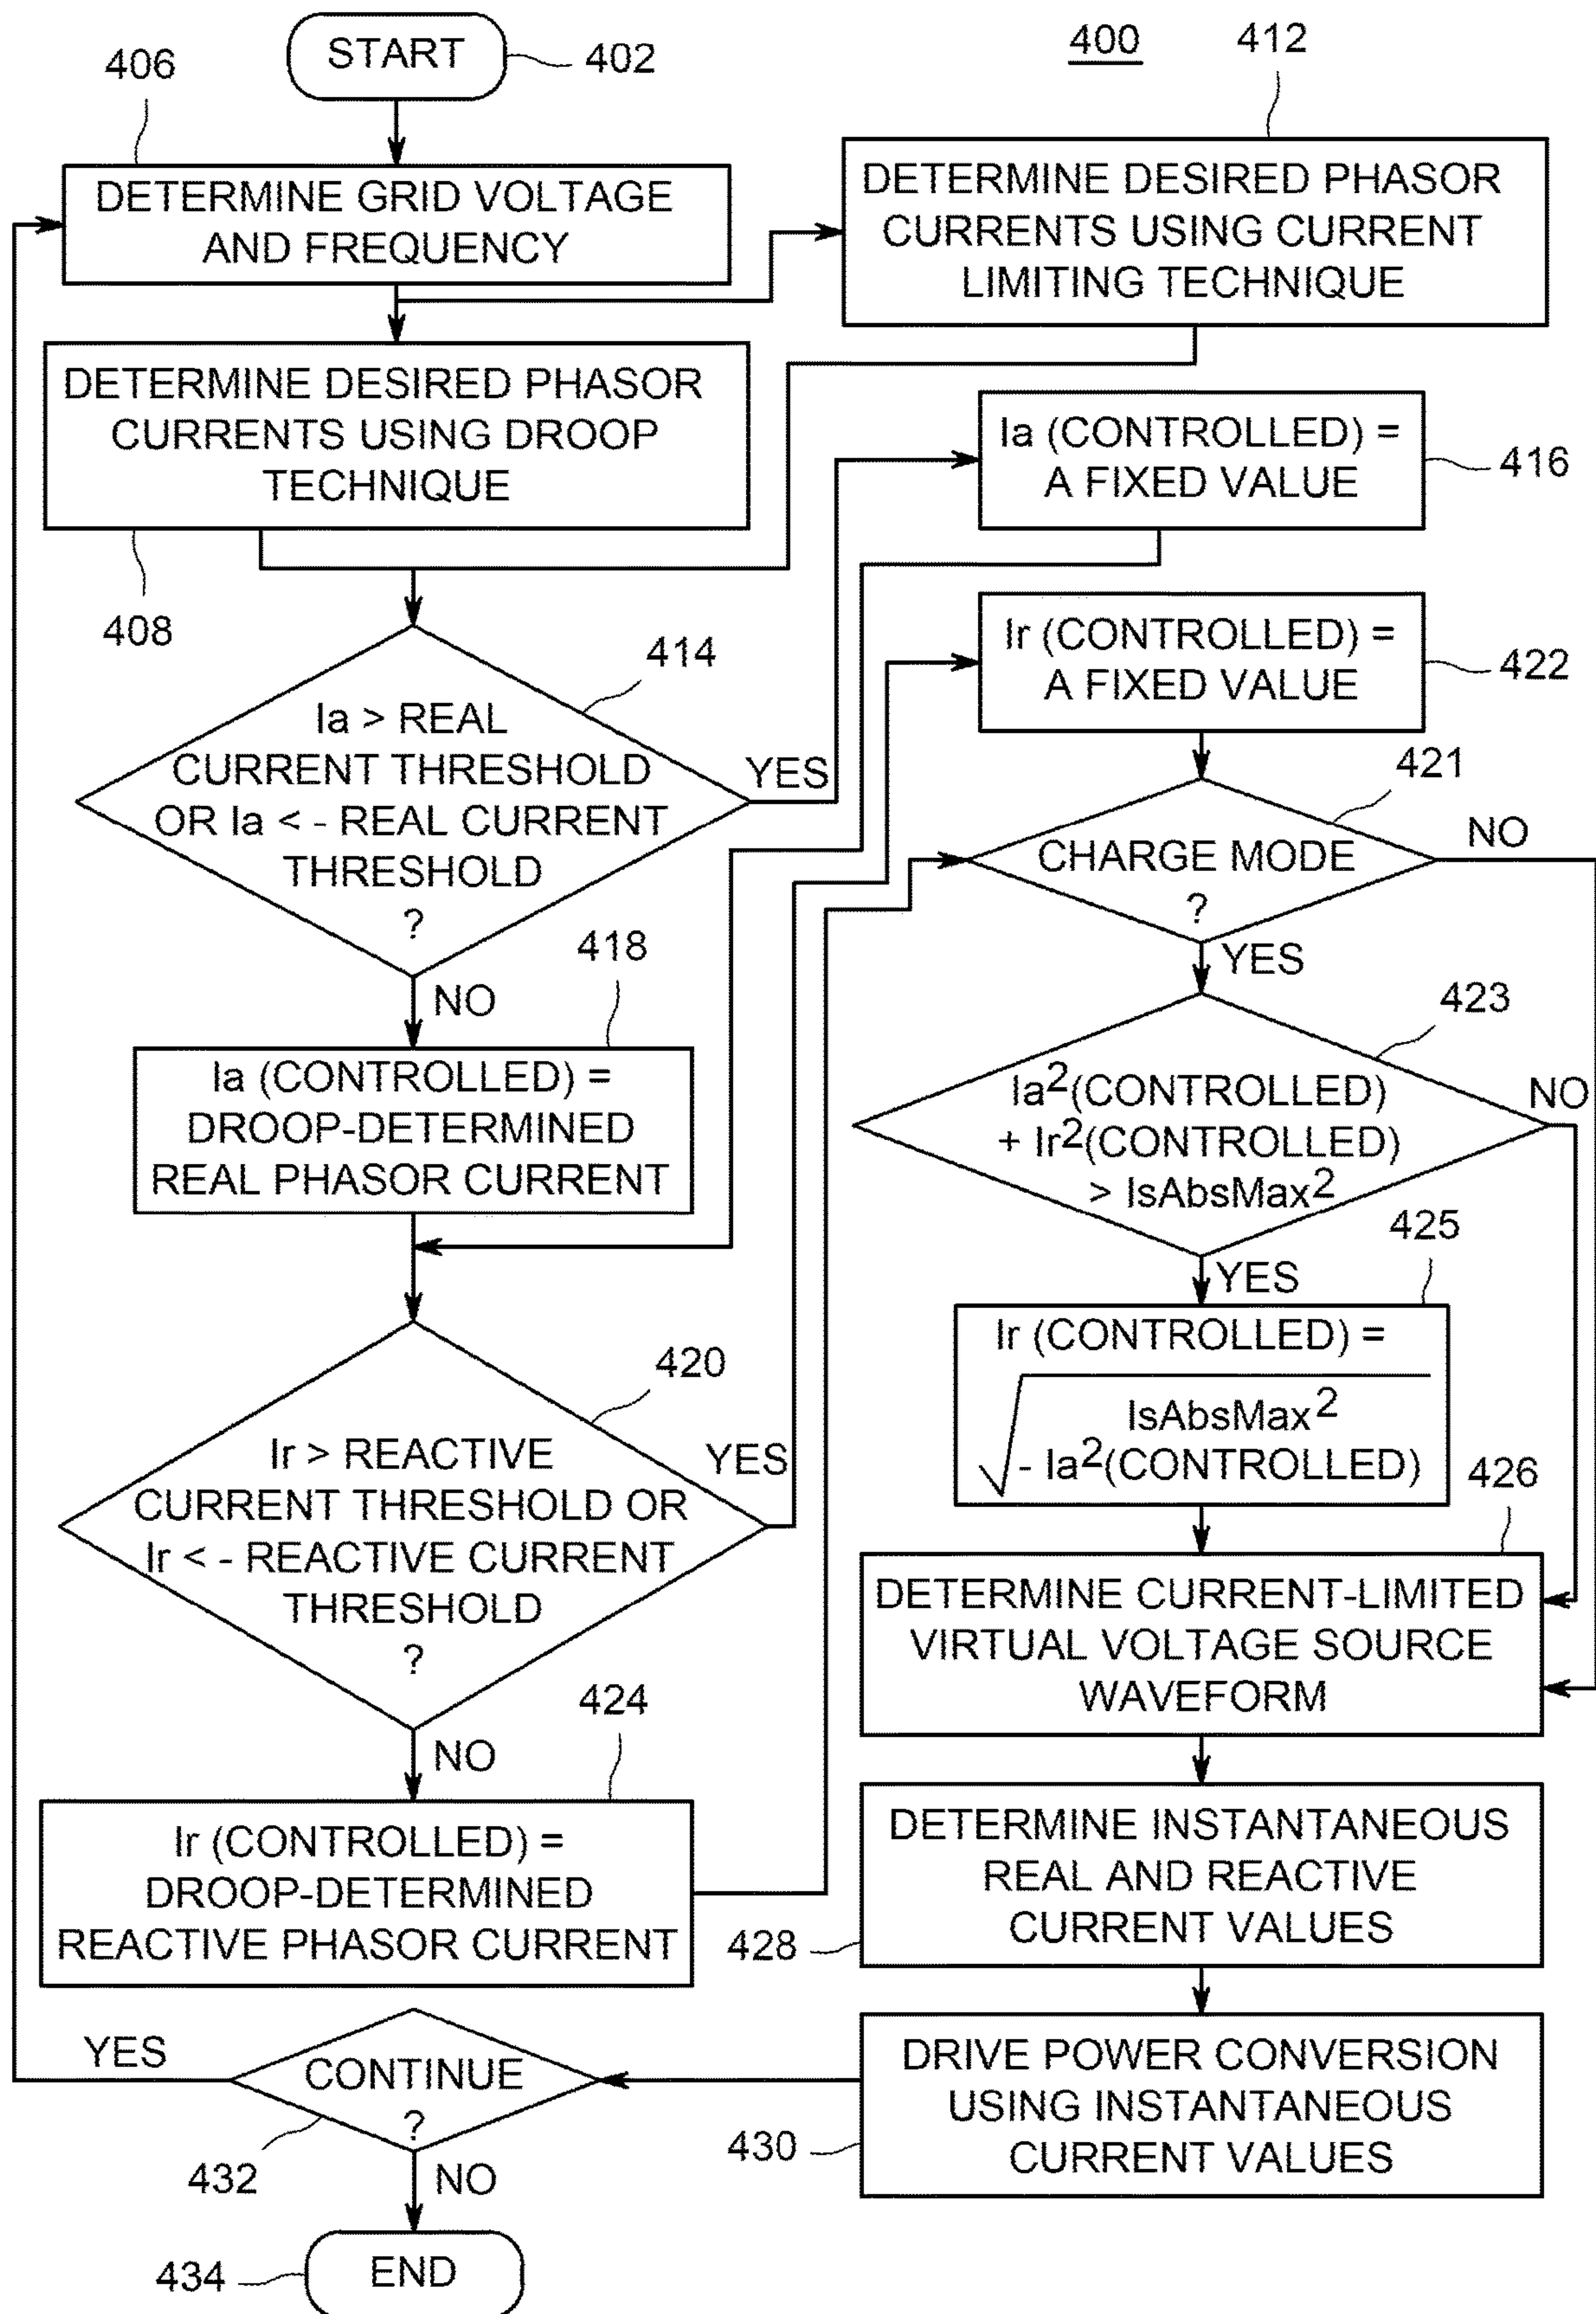 400
START
402
406
DETERMINE GRID VOLTAGE
AND FREQUENCY
412
DETERMINE DESIRED PHASOR
CURRENTS USING CURRENT
LIMITING TECHNIQUE
DETERMINE DESIRED PHASOR
CURRENTS USING DROOP
TECHNIQUE
408
Ia (CONTROLLED) =
A FIXED VALUE
416
414
Ia > REAL
CURRENT THRESHOLD
OR Ia < - REAL CURRENT
THRESHOLD
?
YES
NO
Ir (CONTROLLED) =
A FIXED VALUE
422
418
Ia (CONTROLLED) =
DROOP-DETERMINED
REAL PHASOR CURRENT
421
CHARGE MODE
?
NO
YES
423
Ia²(CONTROLLED)
+ Ir²(CONTROLLED)
> IsAbsMax²
NO
YES
420
Ir > REACTIVE
CURRENT THRESHOLD OR
Ir < - REACTIVE CURRENT
THRESHOLD
?
YES
NO
425
Ir (CONTROLLED) =
√ IsAbsMax²
- Ia²(CONTROLLED)
424
Ir (CONTROLLED) =
DROOP-DETERMINED
REACTIVE PHASOR CURRENT
426
DETERMINE CURRENT-LIMITED
VIRTUAL VOLTAGE SOURCE
WAVEFORM
DETERMINE INSTANTANEOUS
REAL AND REACTIVE
CURRENT VALUES
428
DRIVE POWER CONVERSION
USING INSTANTANEOUS
CURRENT VALUES
430
YES
CONTINUE
?
432
NO
END
434